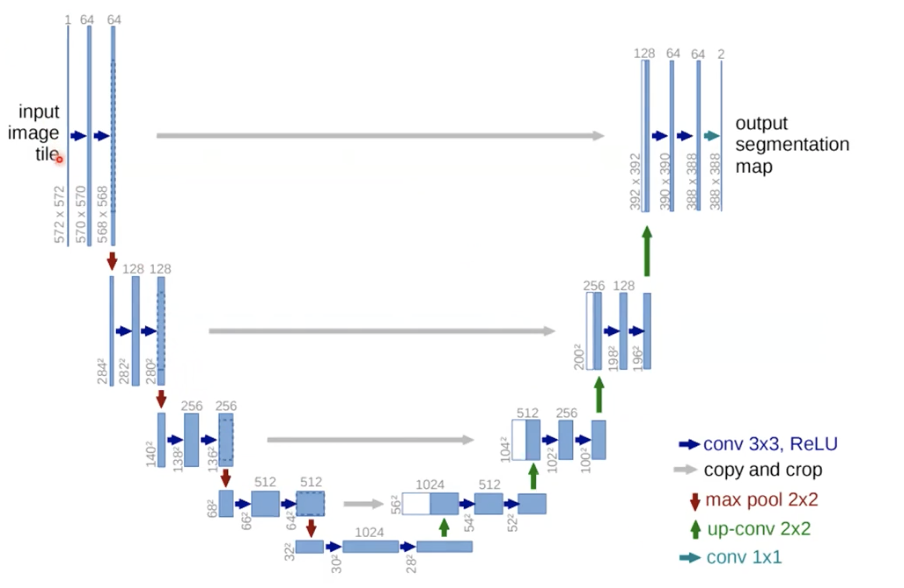 1 64 64
input
image
tile
572 x 572
570 x 570
568 x 568
128 64 64 2
output
segmentation
map
392 x 392
390 x 390
388 x 388
388 x 388
128 128
284²
282²
280²
256 128
200²
198²
196²
256 256
140²
138²
136²
512 256
104²
102²
100²
512 512
68²
66²
64²
1024 512
56²
54²
52²
1024
32²
30²
28²
conv 3x3, ReLU
copy and crop
max pool 2x2
up-conv 2x2
conv 1x1